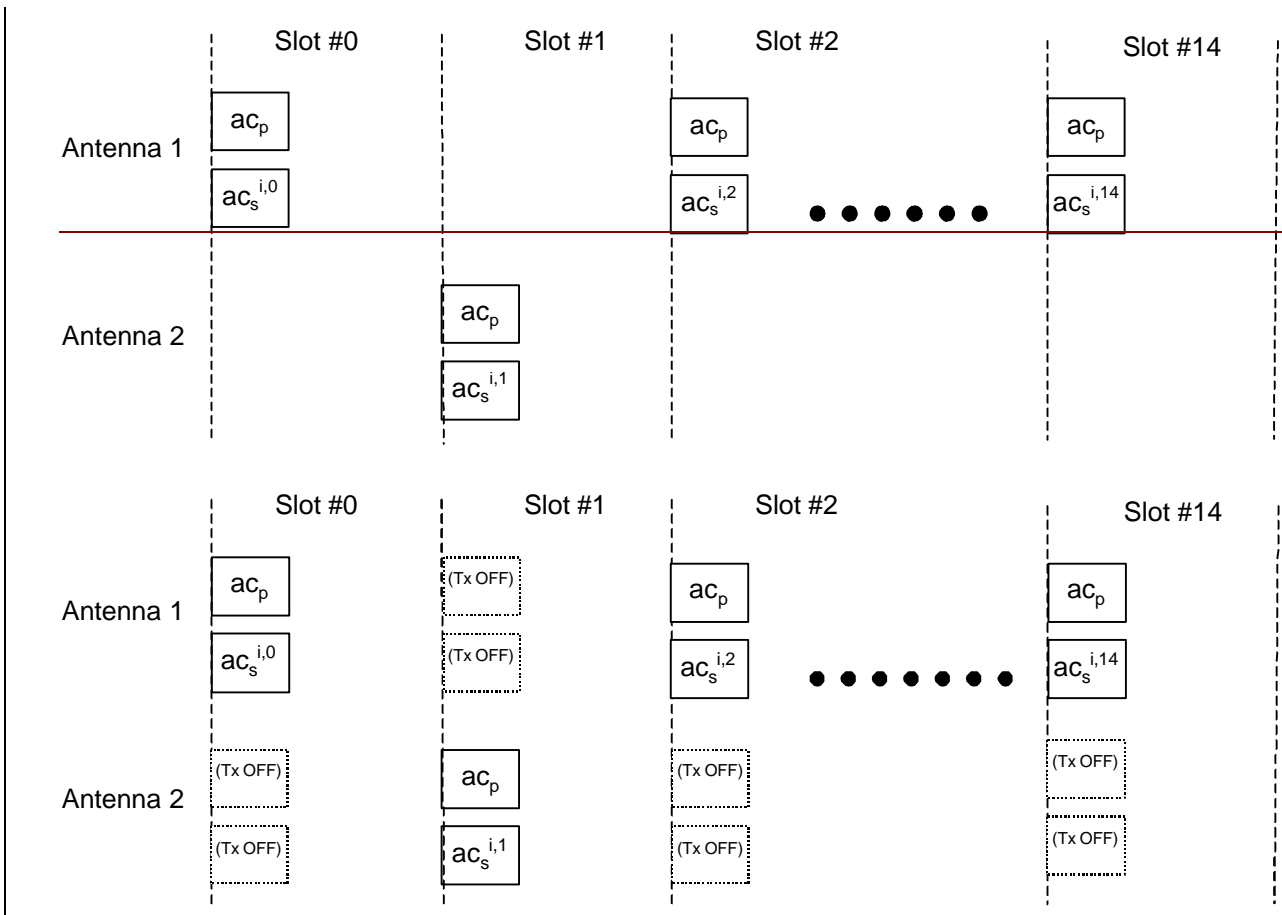 Slot #0 Slot #1 Slot #2 Slot #14
ac_p ac_p ac_p
Antenna 1
ac_s^i,0 ac_s^i,2 ac_s^i,14
ac_p
Antenna 2
ac_s^i,1
Slot #0 Slot #1 Slot #2 Slot #14
ac_p (Tx OFF) ac_p ac_p
Antenna 1
ac_s^i,0 (Tx OFF) ac_s^i,2 ac_s^i,14
(Tx OFF) ac_p (Tx OFF) (Tx OFF)
Antenna 2
(Tx OFF) ac_s^i,1 (Tx OFF) (Tx OFF)